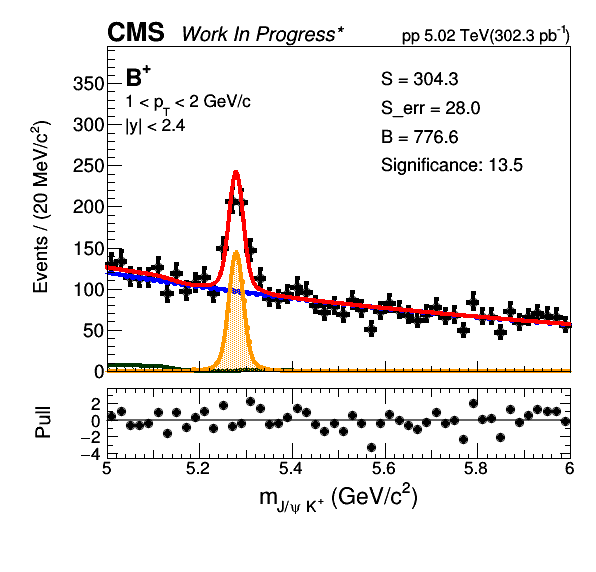 CMS Work In Progress* pp 5.02 TeV(302.3 pb⁻¹)
B⁺
1 < p_T < 2 GeV/c
|y| < 2.4
S = 304.3
S_err = 28.0
B = 776.6
Significance: 13.5
Events / (20 MeV/c²)
350
300
250
200
150
100
50
0
Pull
2
0
−2
−4
5 5.2 5.4 5.6 5.8 6
m_{J/ψ K⁺} (GeV/c²)